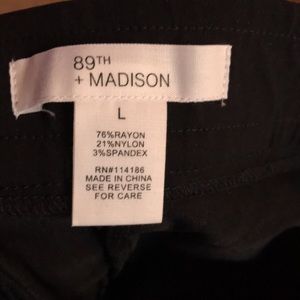 89TH
+ MADISON
L
76%RAYON
21%NYLON
3%SPANDEX
RN#114186
MADE IN CHINA
SEE REVERSE
FOR CARE